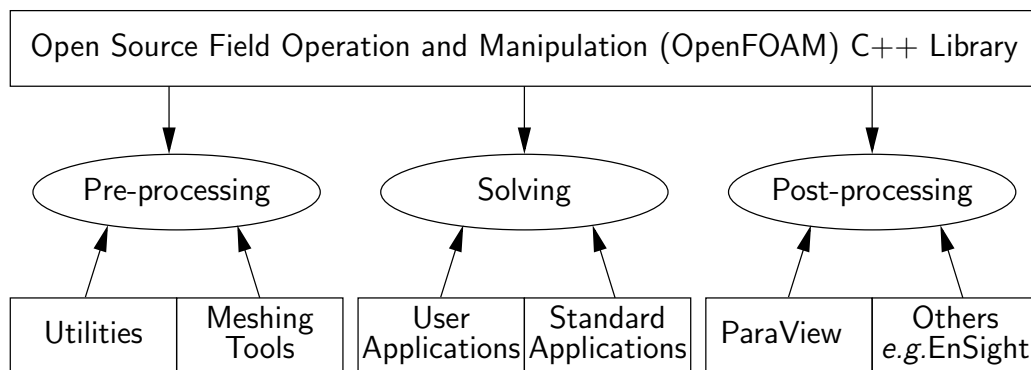 Open Source Field Operation and Manipulation (OpenFOAM) C++ Library
Pre-processing
Solving
Post-processing
Utilities
Meshing
Tools
User
Applications
Standard
Applications
ParaView
Others
e.g.EnSight